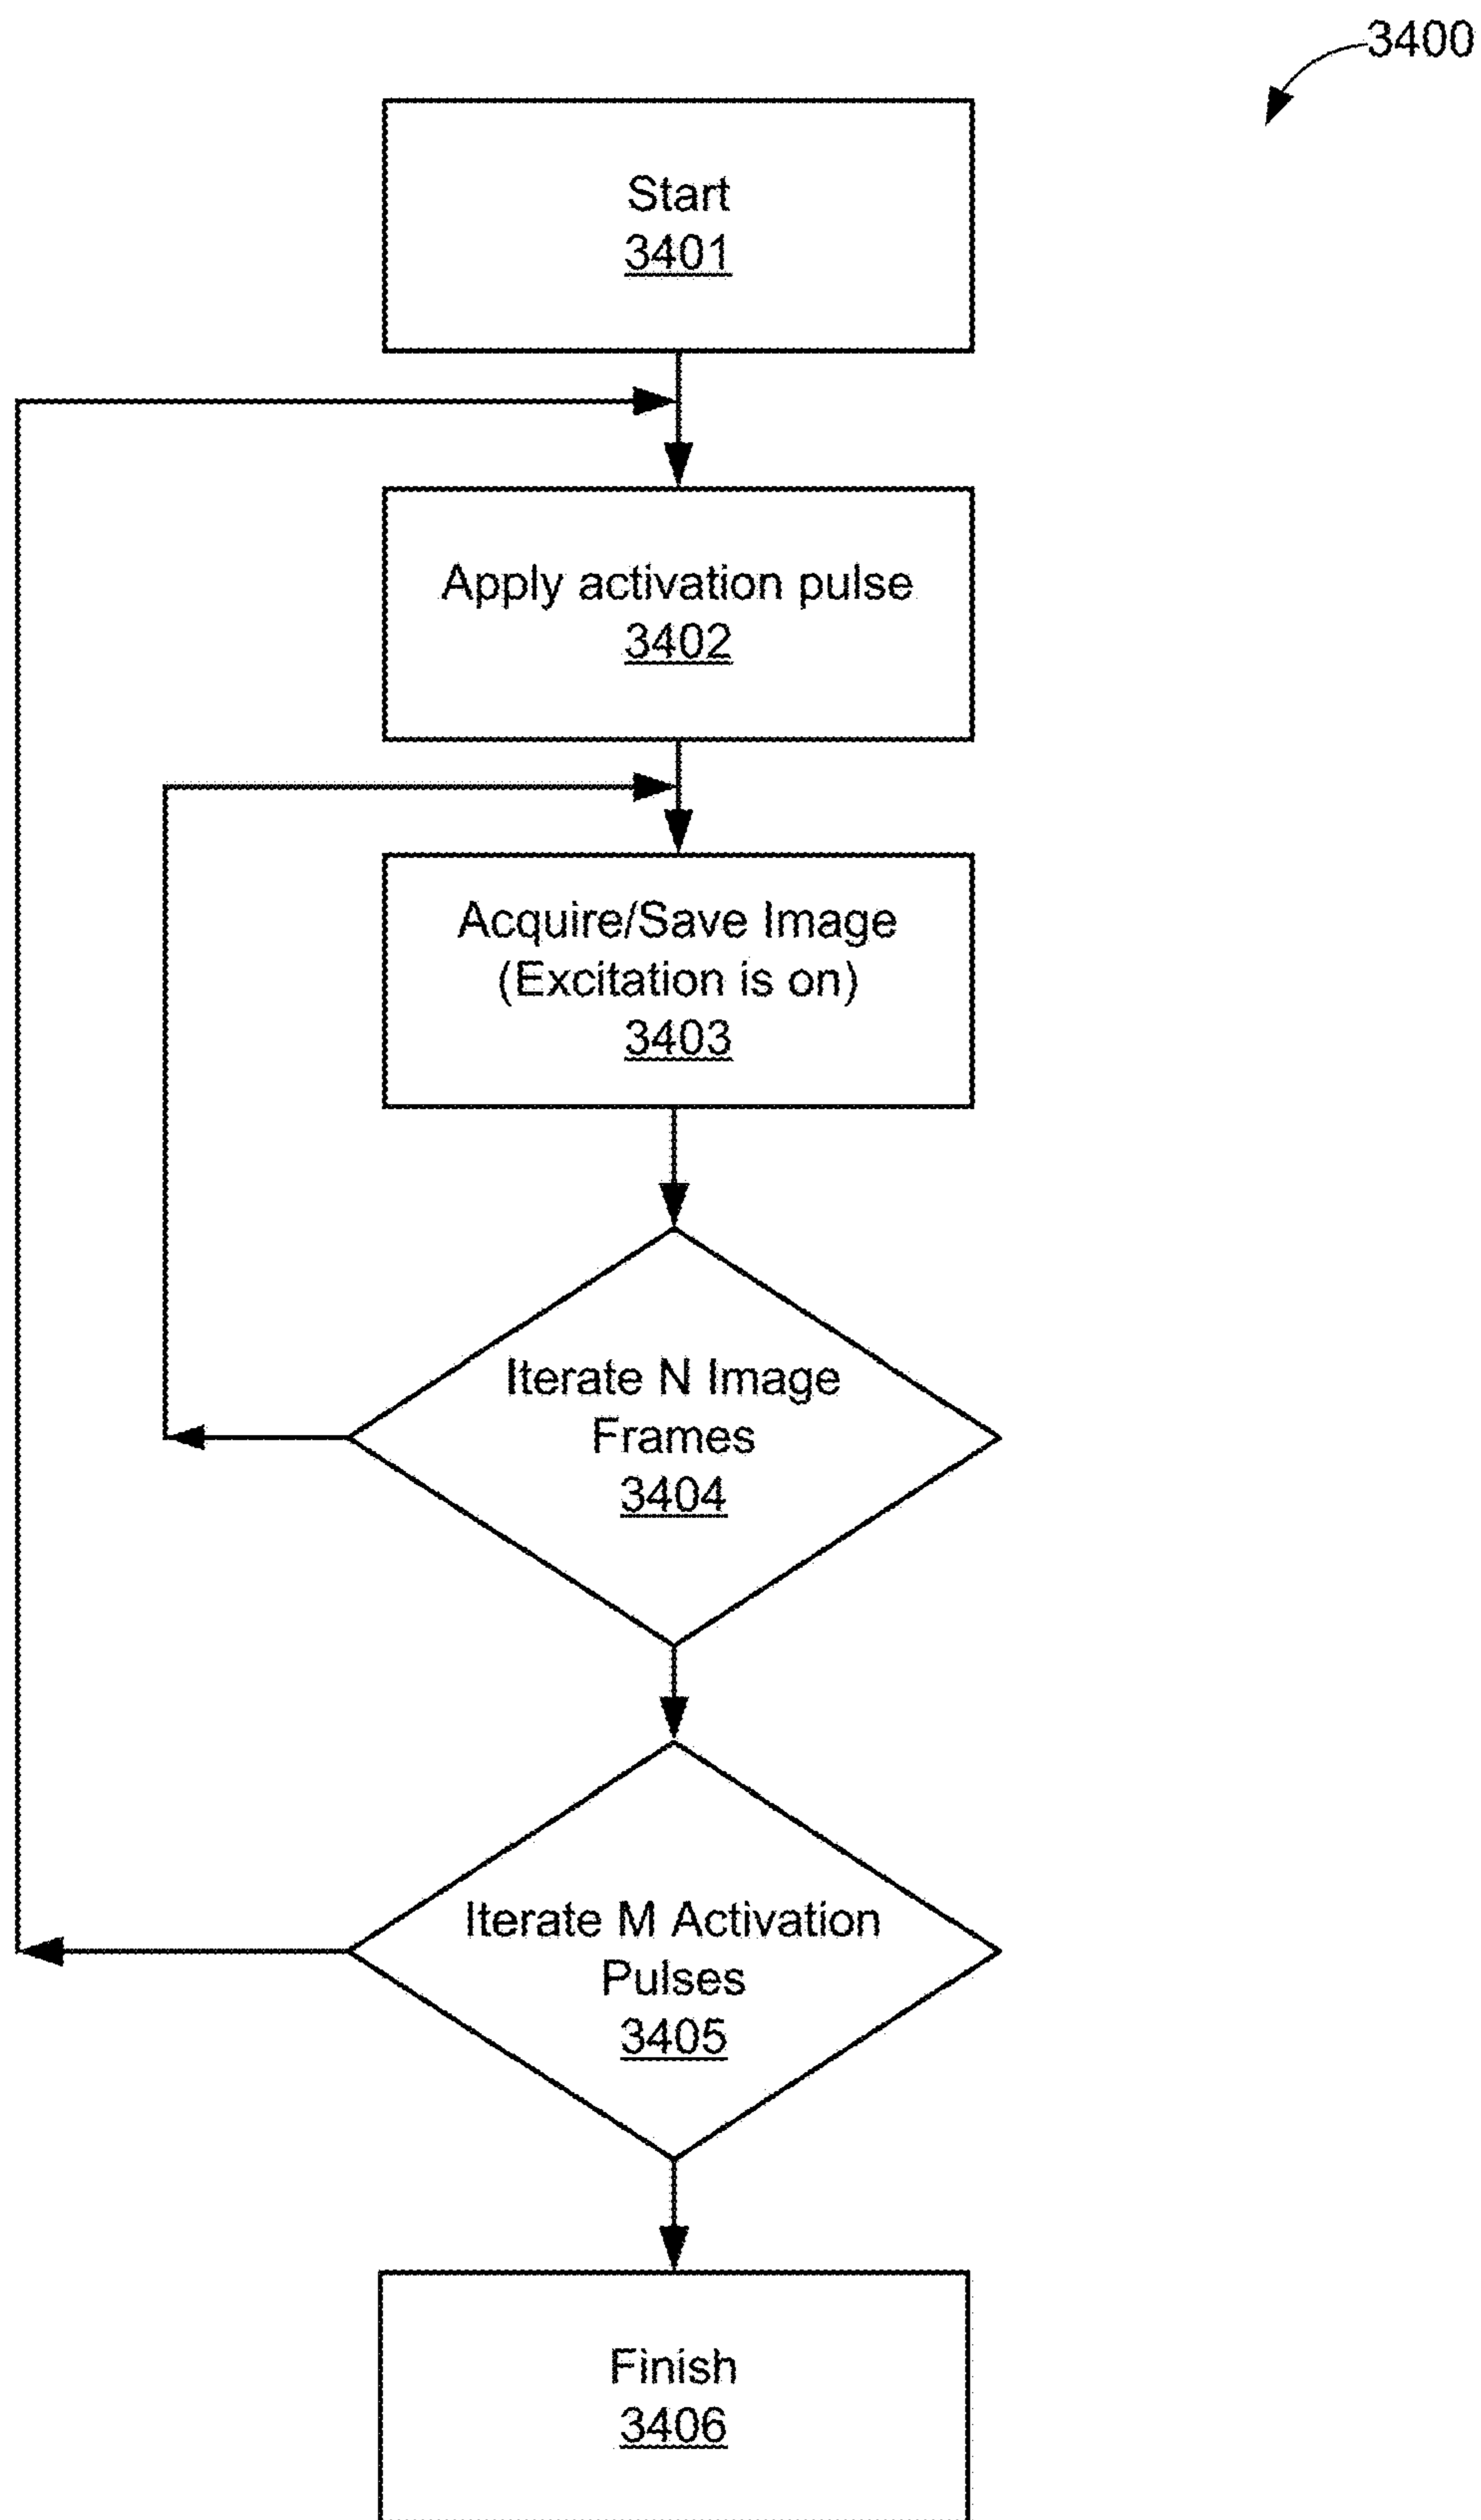 3400
Start
3401
Apply activation pulse
3402
Acquire/Save Image
(Excitation is on)
3403
Iterate N Image
Frames
3404
Iterate M Activation
Pulses
3405
Finish
3406